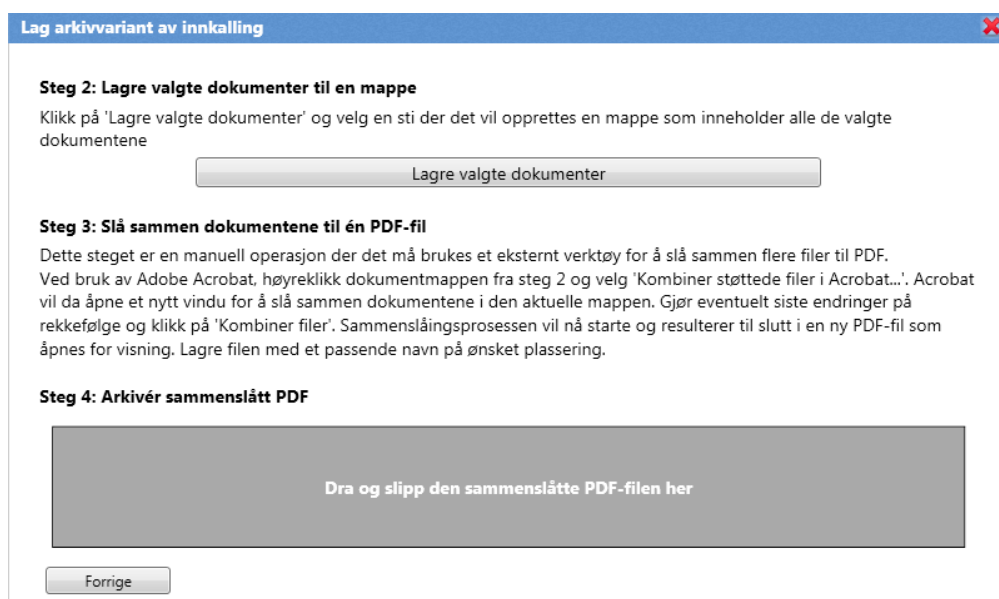 Lag arkivvariant av innkalling
Steg 2: Lagre valgte dokumenter til en mappe
Klikk på 'Lagre valgte dokumenter' og velg en sti der det vil opprettes en mappe som inneholder alle de valgte
dokumentene
Lagre valgte dokumenter
Steg 3: Slå sammen dokumentene til én PDF-fil
Dette steget er en manuell operasjon der det må brukes et eksternt verktøy for å slå sammen flere filer til PDF.
Ved bruk av Adobe Acrobat, høyreklikk dokumentmappen fra steg 2 og velg 'Kombiner støttede filer i Acrobat...'. Acrobat
vil da åpne et nytt vindu for å slå sammen dokumentene i den aktuelle mappen. Gjør eventuelt siste endringer på
rekkefølge og klikk på 'Kombiner filer'. Sammenslåingsprosessen vil nå starte og resulterer til slutt i en ny PDF-fil som
åpnes for visning. Lagre filen med et passende navn på ønsket plassering.
Steg 4: Arkivér sammenslått PDF
Dra og slipp den sammenslåtte PDF-filen her
Forrige